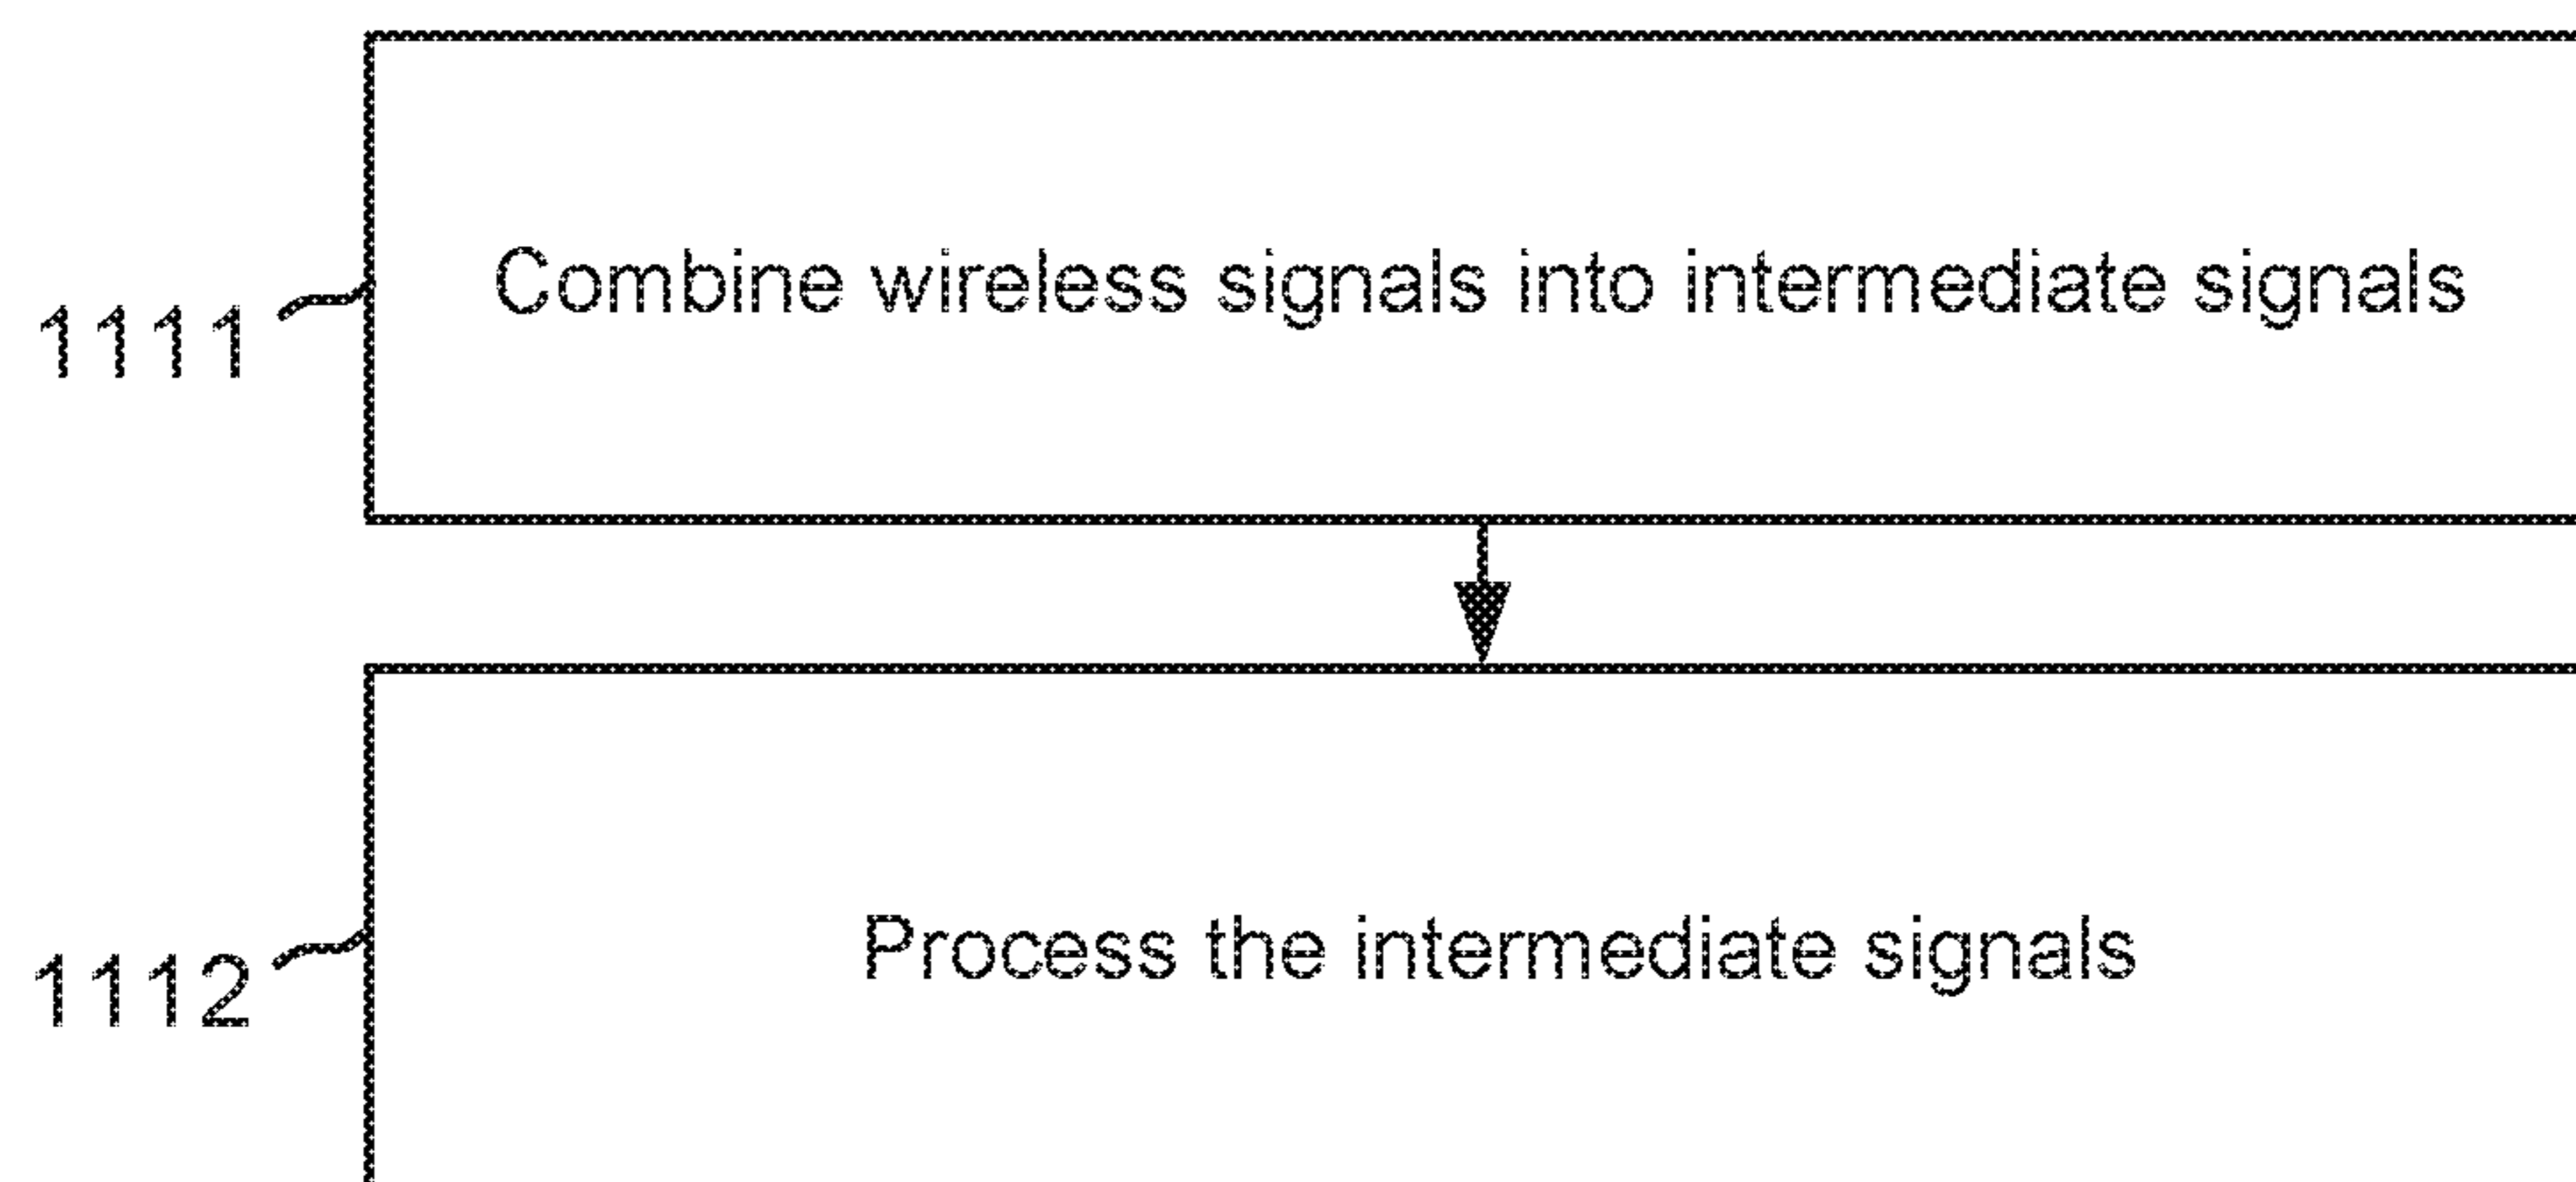 Combine wireless signals into intermediate signals
1111
Process the intermediate signals
1112